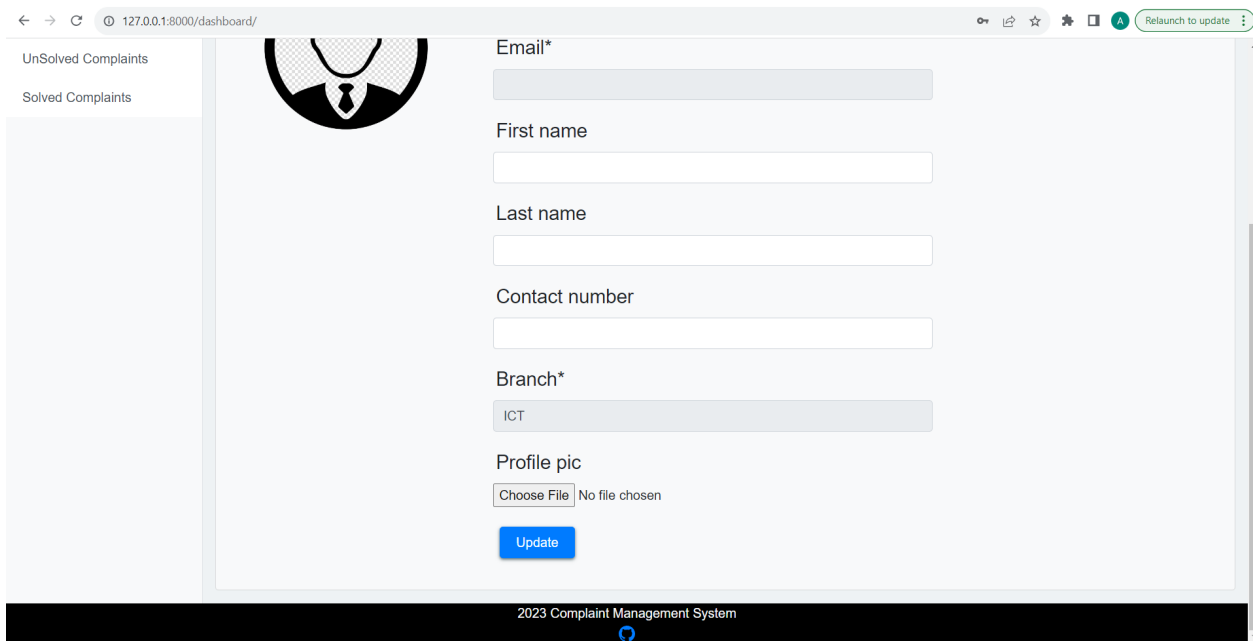 127.0.0.1:8000/dashboard/
A
Relaunch to update
UnSolved Complaints
Solved Complaints
Email*
First name
Last name
Contact number
Branch*
ICT
Profile pic
Choose File No file chosen
Update
2023 Complaint Management System